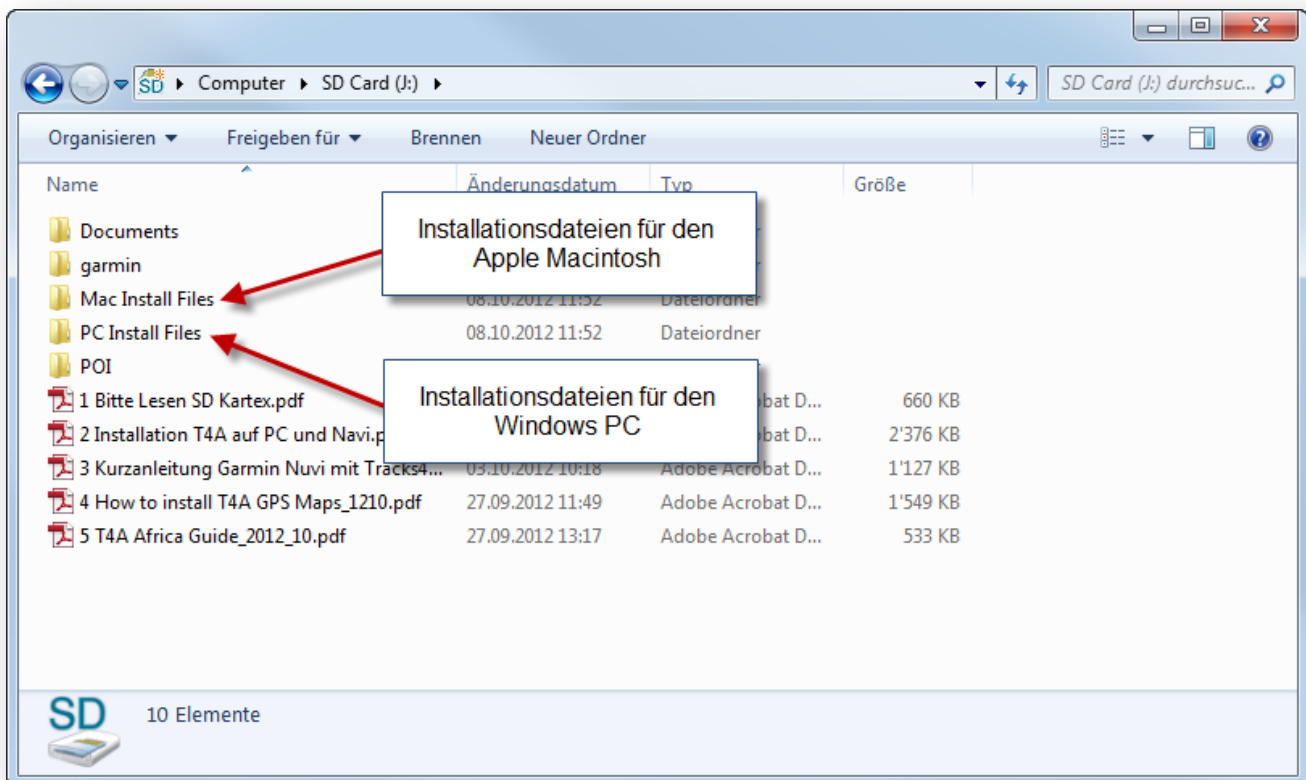 SD Computer SD Card (J:) SD Card (J:) durchsuc...
Organisieren Freigeben für Brennen Neuer Ordner
Name Änderungsdatum Typ Größe
Documents
garmin
Mac Install Files 08.10.2012 11:52 Dateiordner
PC Install Files 08.10.2012 11:52 Dateiordner
POI
1 Bitte Lesen SD Kartex.pdf 660 KB
2 Installation T4A auf PC und Navi.p 2'376 KB
3 Kurzanleitung Garmin Nuvi mit Tracks4... 03.10.2012 10:18 Adobe Acrobat D... 1'127 KB
4 How to install T4A GPS Maps_1210.pdf 27.09.2012 11:49 Adobe Acrobat D... 1'549 KB
5 T4A Africa Guide_2012_10.pdf 27.09.2012 13:17 Adobe Acrobat D... 533 KB
Installationsdateien für den
Apple Macintosh
Installationsdateien für den
Windows PC
SD 10 Elemente